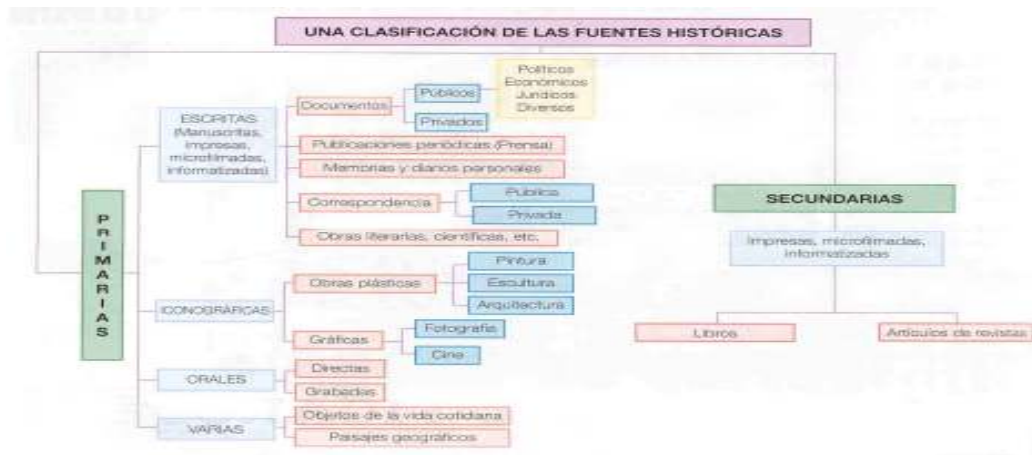 UNA CLASIFICACIÓN DE LAS FUENTES HISTÓRICAS
PRIMARIAS
ESCRITAS
(Manuscritas,
impresas,
microfilmadas,
informatizadas)
Documentos
Públicos
Políticos
Económicos
Jurídicos
Diversos
Privados
Publicaciones periódicas (Prensa)
Memorias y diarios personales
Correspondencia
Pública
Privada
Obras literarias, científicas, etc.
ICONOGRÁFICAS
Obras plásticas
Pintura
Escultura
Arquitectura
Gráficas
Fotografía
Cine
ORALES
Directas
Grabadas
VARIAS
Objetos de la vida cotidiana
Paisajes geográficos
SECUNDARIAS
Impresas, microfilmadas,
informatizadas
Libros
Artículos de revistas